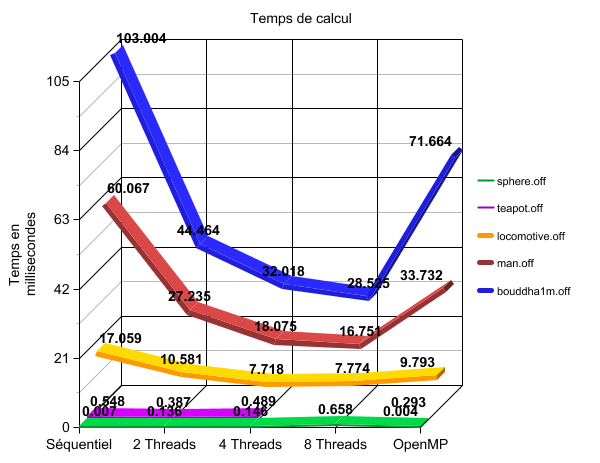 Temps de calcul
103.004
105
84
71.664
60.067
63
44.464
Temps en
millisecondes
42
32.018
28.525
33.732
27.235
18.075
16.751
21
17.059
10.581
7.718
7.774
9.793
0.548
0.387
0.489
0.293
0.007
0.136
0.146
0.658
0.004
0
Séquentiel
2 Threads
4 Threads
8 Threads
OpenMP
sphere.off
teapot.off
locomotive.off
man.off
bouddha1m.off